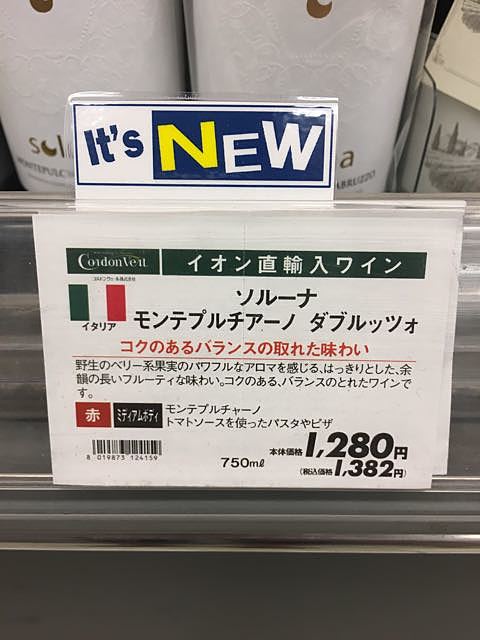 It's NEW
sol
MONTEPULC
a
ABRUZZO
CordonVert
コルドンヴェール株式会社
イオン直輸入ワイン
イタリア
ソルーナ
モンテプルチアーノ ダブルッツォ
コクのあるバランスの取れた味わい
野生のベリー系果実のパワフルなアロマを感じる、はっきりとした、余
韻の長いフルーティな味わい。コクのある、バランスのとれたワインで
す。
赤 ミディアムボディ モンテプルチャーノ
トマトソースを使ったパスタやピザ
8 019873 124159
750mℓ
本体価格 1,280円
(税込価格 1,382円)